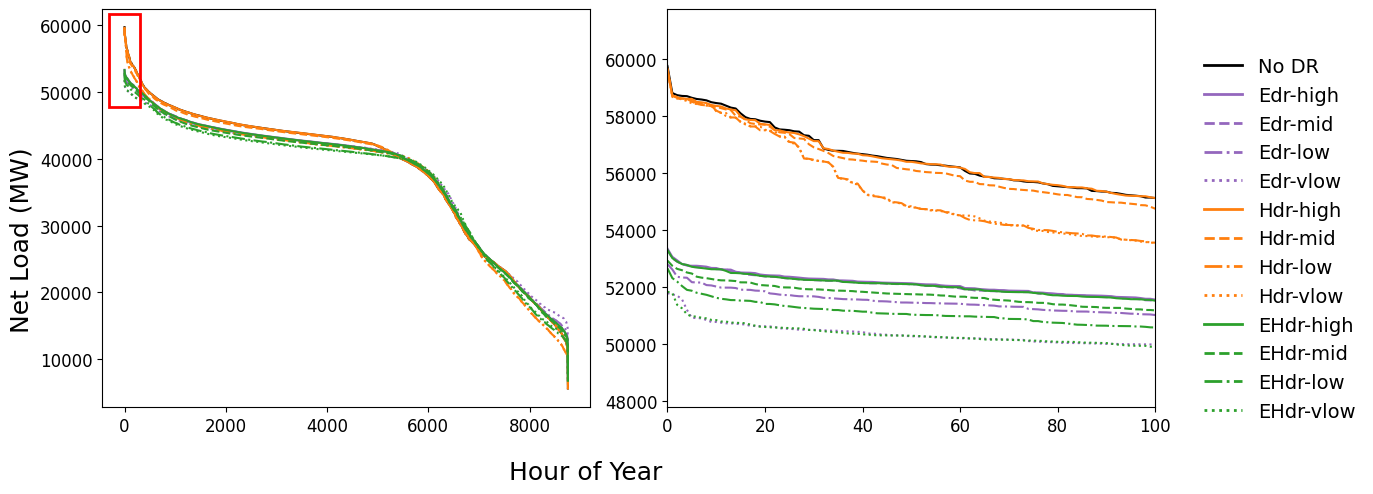 Net Load (MW)
60000
50000
40000
30000
20000
10000
0
2000
4000
6000
8000
60000
58000
56000
54000
52000
50000
48000
0
20
40
60
80
100
Hour of Year
No DR
Edr-high
Edr-mid
Edr-low
Edr-vlow
Hdr-high
Hdr-mid
Hdr-low
Hdr-vlow
EHdr-high
EHdr-mid
EHdr-low
EHdr-vlow